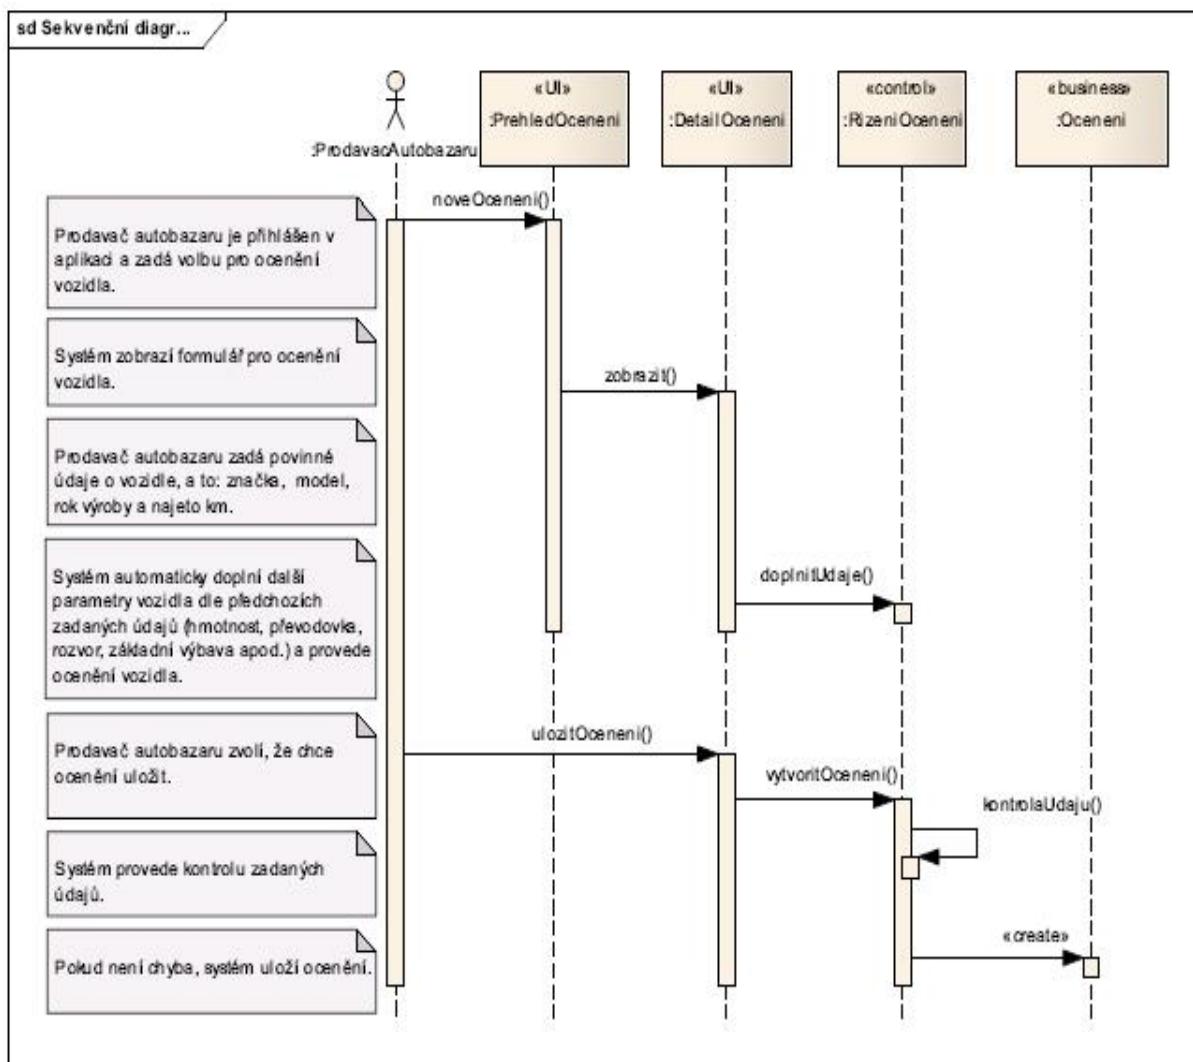 sd Sekvenční diagr...
«UI»
:PrehledOceneni
«UI»
:DetailOceneni
«control»
:RizeniOceneni
«business»
:Oceneni
:ProdavacAutobazaru
noveOceneni()
Prodavač autobazaru je přihlášen v
aplikaci a zadá volbu pro ocenění
vozidla.
Systém zobrazí formulář pro ocenění
vozidla.
zobrazit()
Prodavač autobazaru zadá povinné
údaje o vozidle, a to: značka, model,
rok výroby a najeto km.
Systém automaticky doplní další
parametry vozidla dle předchozích
zadaných údajů (hmotnost, převodovka,
rozvor, základní výbava apod.) a provede
ocenění vozidla.
doplnitUdaje()
Prodavač autobazaru zvolí, že chce
ocenění uložit.
ulozitOceneni()
vytvoritOceneni()
kontrolaUdaju()
Systém provede kontrolu zadaných
údajů.
«create»
Pokud není chyba, systém uloží ocenění.